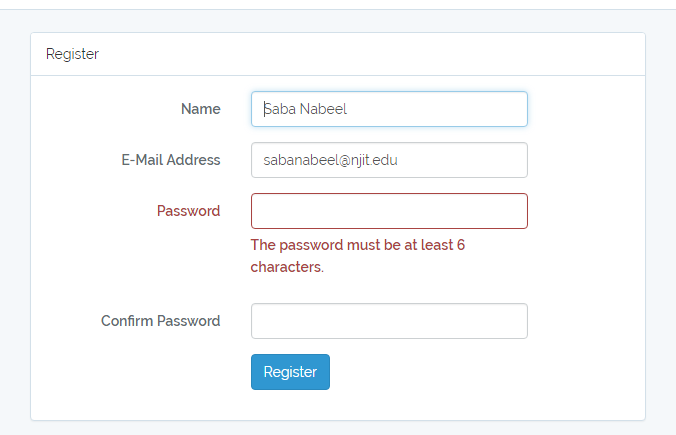 Register
Name
Saba Nabeel
E-Mail Address
sabanabeel@njit.edu
Password
The password must be at least 6
characters.
Confirm Password
Register